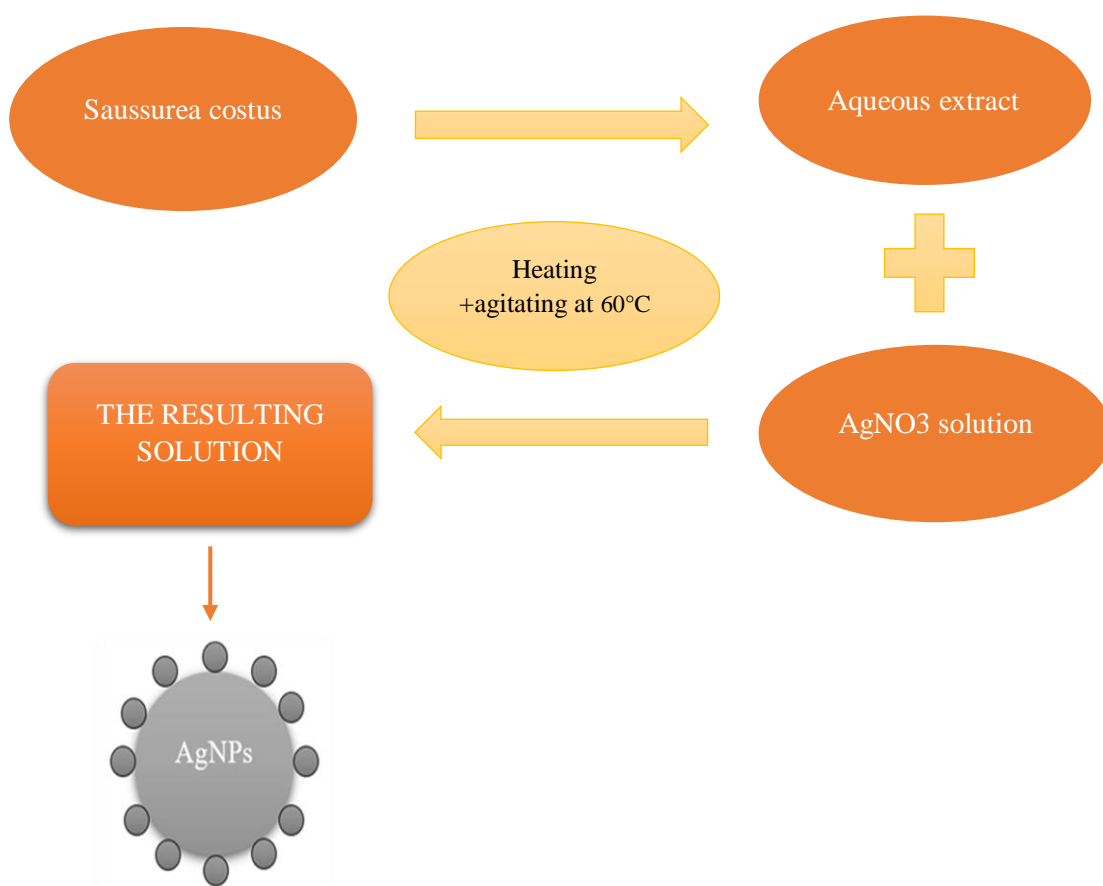 Saussurea costus
Aqueous extract
Heating
+agitating at 60°C
AgNO3 solution
THE RESULTING
SOLUTION
AgNPs